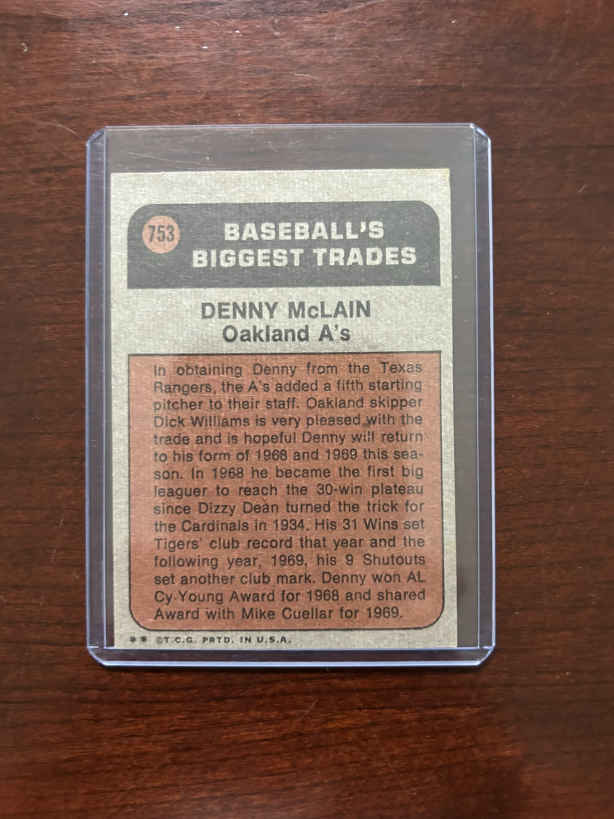 753
BASEBALL'S
BIGGEST TRADES
DENNY McLAIN
Oakland A's
In obtaining Denny from the Texas
Rangers, the A's added a fifth starting
pitcher to their staff. Oakland skipper
Dick Williams is very pleased with the
trade and is hopeful Denny will return
to his form of 1968 and 1969 this sea-
son. In 1968 he became the first big
leaguer to reach the 30-win plateau
since Dizzy Dean turned the trick for
the Cardinals in 1934. His 31 Wins set
Tigers' club record that year and the
following year, 1969, his 9 Shutouts
set another club mark. Denny won AL
Cy Young Award for 1968 and shared
Award with Mike Cuellar for 1969.
** ©T.C.G. PRTD. IN U.S.A.